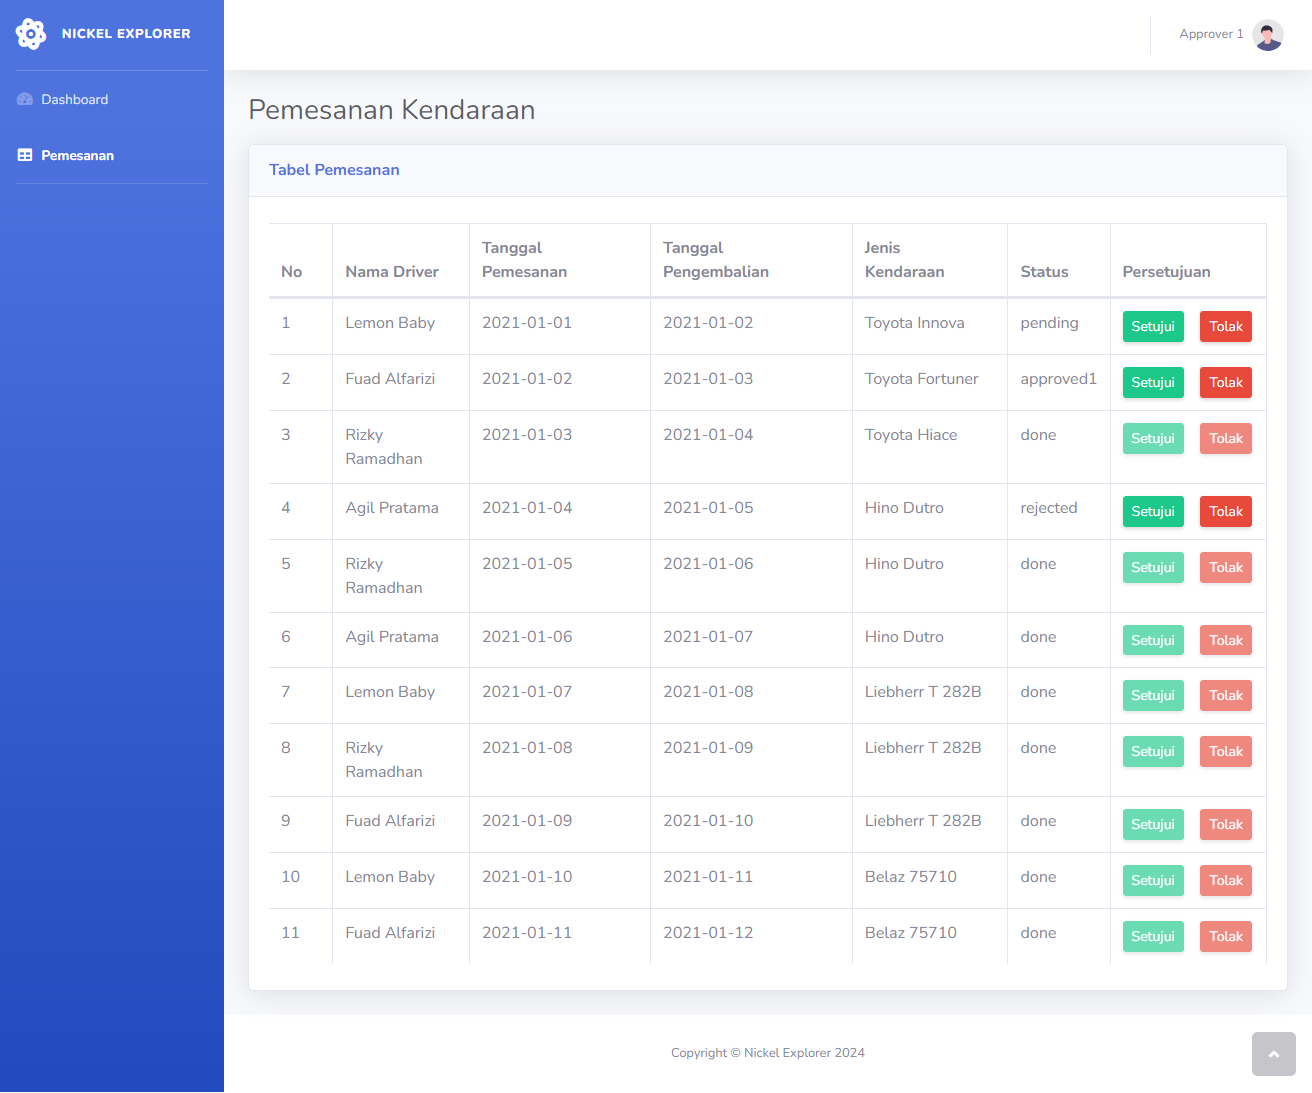 NICKEL EXPLORER
Approver 1
Dashboard
Pemesanan
Pemesanan Kendaraan
Tabel Pemesanan
No Nama Driver Tanggal Pemesanan Tanggal Pengembalian Jenis Kendaraan Status Persetujuan
1 Lemon Baby 2021-01-01 2021-01-02 Toyota Innova pending Setujui Tolak
2 Fuad Alfarizi 2021-01-02 2021-01-03 Toyota Fortuner approved1 Setujui Tolak
3 Rizky Ramadhan 2021-01-03 2021-01-04 Toyota Hiace done Setujui Tolak
4 Agil Pratama 2021-01-04 2021-01-05 Hino Dutro rejected Setujui Tolak
5 Rizky Ramadhan 2021-01-05 2021-01-06 Hino Dutro done Setujui Tolak
6 Agil Pratama 2021-01-06 2021-01-07 Hino Dutro done Setujui Tolak
7 Lemon Baby 2021-01-07 2021-01-08 Liebherr T 282B done Setujui Tolak
8 Rizky Ramadhan 2021-01-08 2021-01-09 Liebherr T 282B done Setujui Tolak
9 Fuad Alfarizi 2021-01-09 2021-01-10 Liebherr T 282B done Setujui Tolak
10 Lemon Baby 2021-01-10 2021-01-11 Belaz 75710 done Setujui Tolak
11 Fuad Alfarizi 2021-01-11 2021-01-12 Belaz 75710 done Setujui Tolak
Copyright © Nickel Explorer 2024